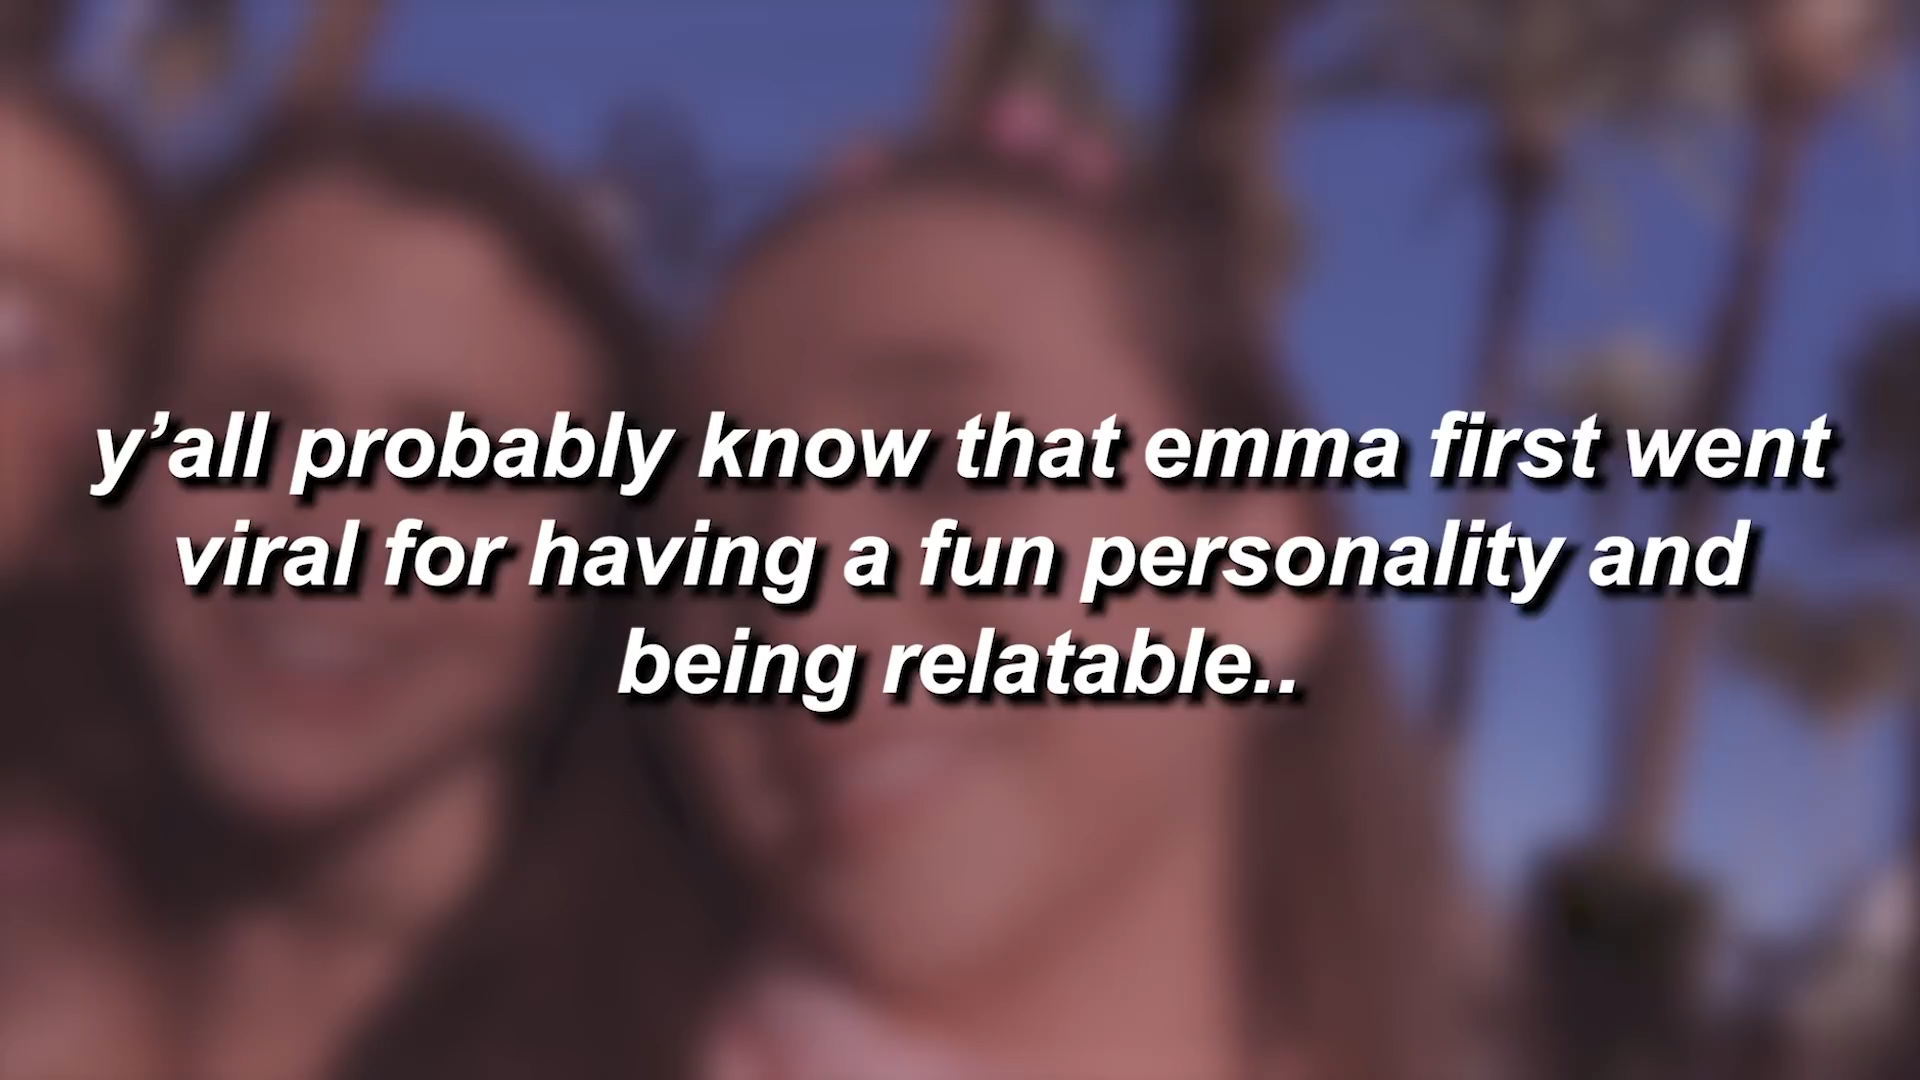 y’all probably know that emma first went
viral for having a fun personality and
being relatable..